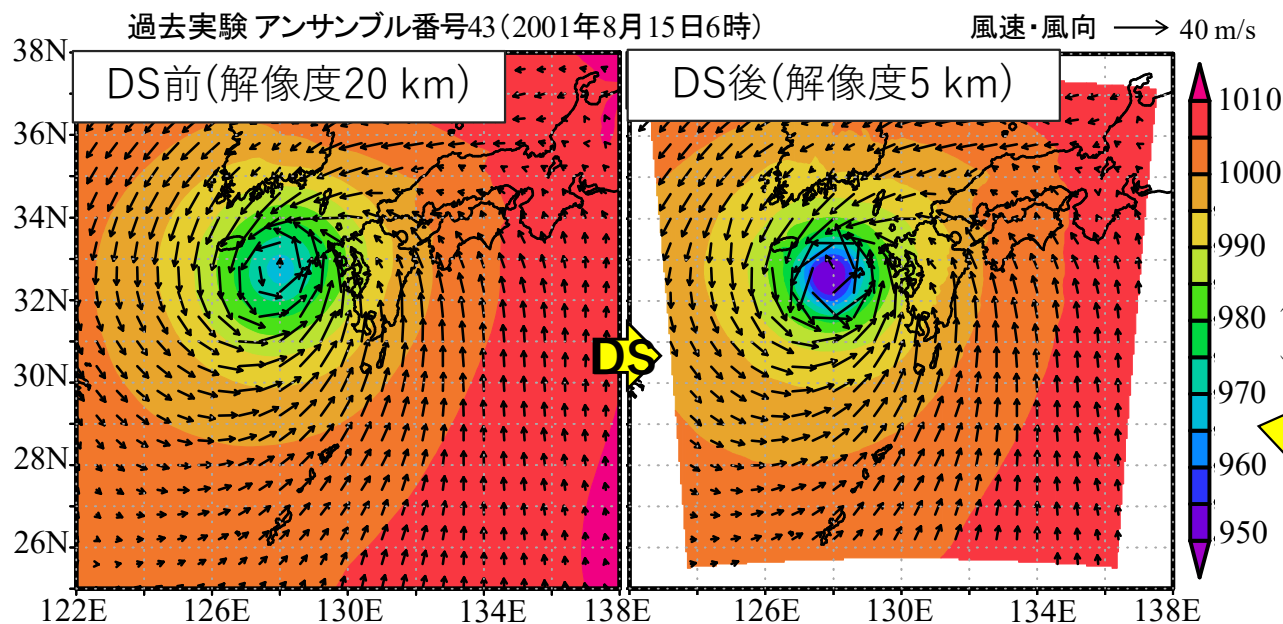 過去実験 アンサンブル番号43(2001年8月15日6時)
風速・風向 40 m/s
DS前(解像度20 km)
DS後(解像度5 km)
38N
36N
34N
32N
30N
28N
26N
122E 126E 130E 134E 138E
DS
126E 130E 134E 138E
1010
1000
990
980
970
960
950